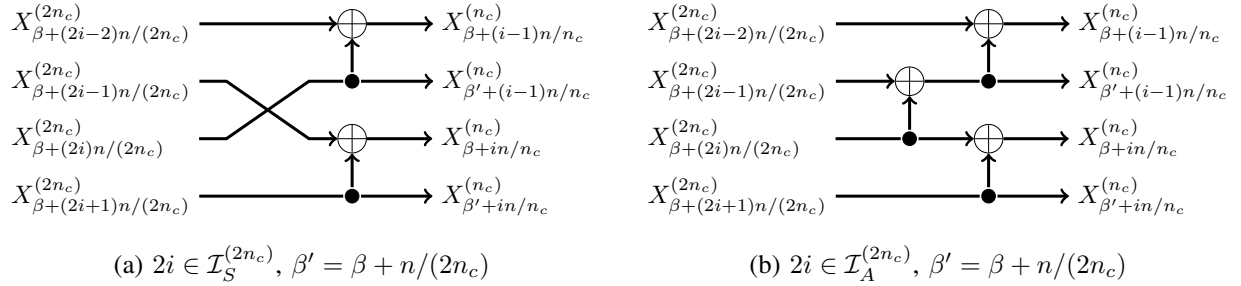 $X^{(2n_c)}_{\beta+(2i-2)n/(2n_c)}$ $X^{(n_c)}_{\beta+(i-1)n/n_c}$
$X^{(2n_c)}_{\beta+(2i-1)n/(2n_c)}$ $X^{(n_c)}_{\beta'+(i-1)n/n_c}$
$X^{(2n_c)}_{\beta+(2i)n/(2n_c)}$ $X^{(n_c)}_{\beta+in/n_c}$
$X^{(2n_c)}_{\beta+(2i+1)n/(2n_c)}$ $X^{(n_c)}_{\beta'+in/n_c}$
(a) $2i \in \mathcal{I}_S^{(2n_c)}$, $\beta' = \beta + n/(2n_c)$
$X^{(2n_c)}_{\beta+(2i-2)n/(2n_c)}$ $X^{(n_c)}_{\beta+(i-1)n/n_c}$
$X^{(2n_c)}_{\beta+(2i-1)n/(2n_c)}$ $X^{(n_c)}_{\beta'+(i-1)n/n_c}$
$X^{(2n_c)}_{\beta+(2i)n/(2n_c)}$ $X^{(n_c)}_{\beta+in/n_c}$
$X^{(2n_c)}_{\beta+(2i+1)n/(2n_c)}$ $X^{(n_c)}_{\beta'+in/n_c}$
(b) $2i \in \mathcal{I}_A^{(2n_c)}$, $\beta' = \beta + n/(2n_c)$